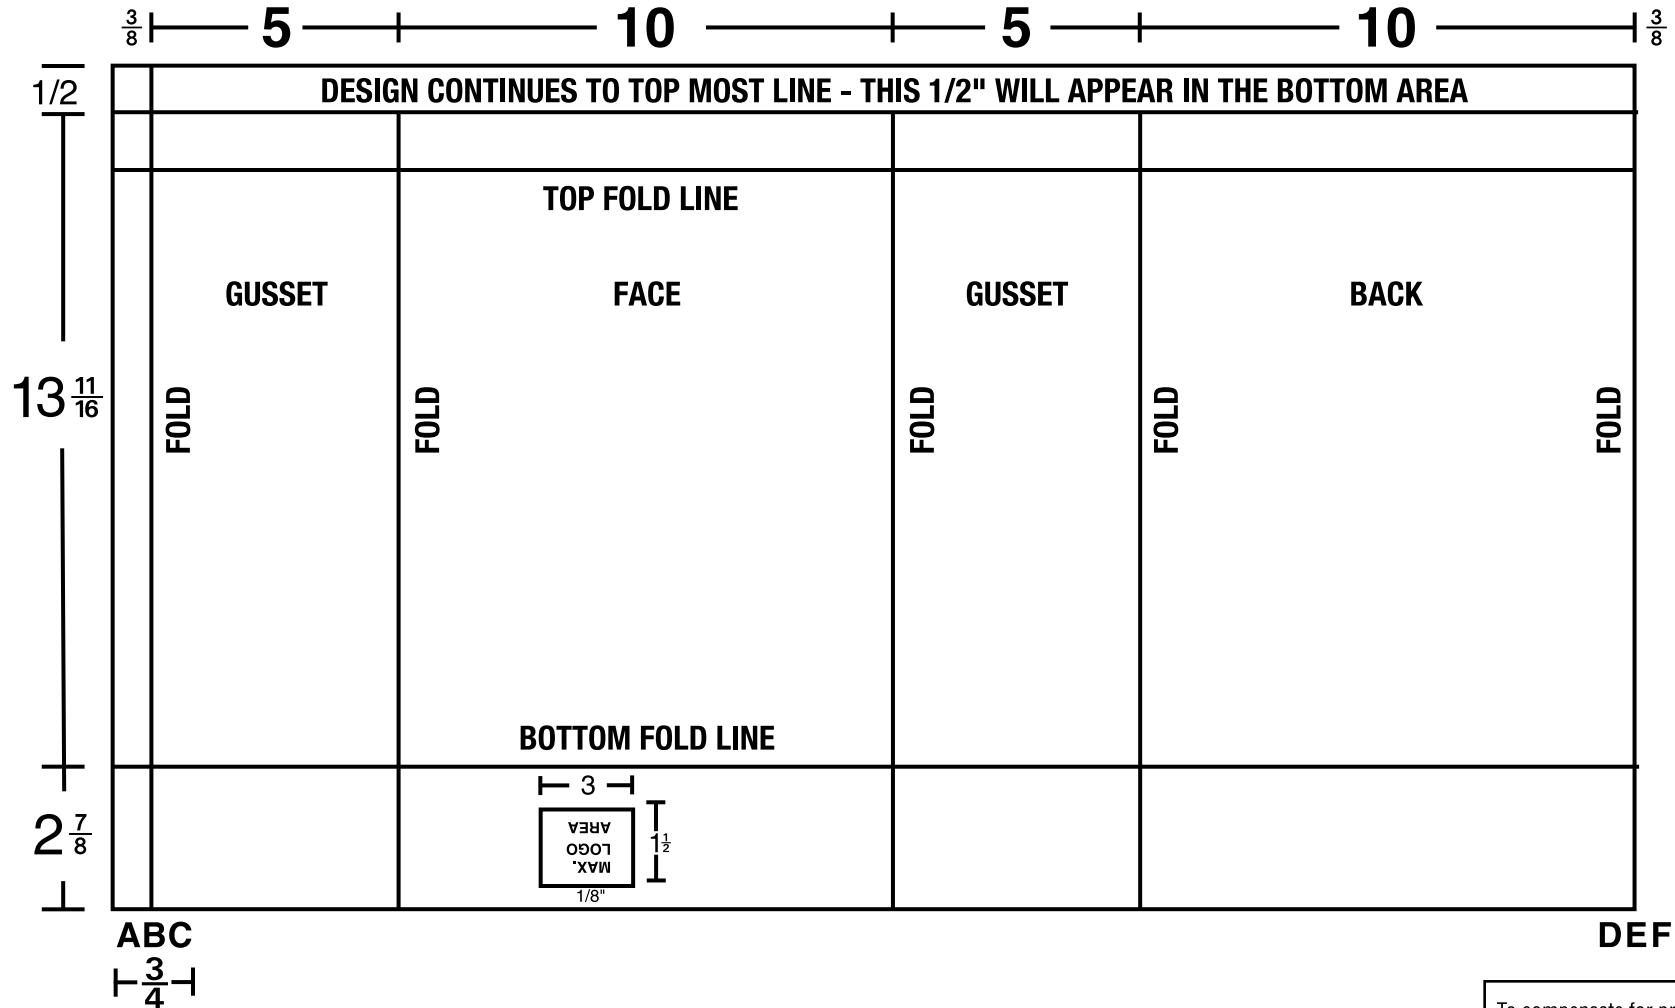 3/8 5 10 5 10 3/8
1/2
DESIGN CONTINUES TO TOP MOST LINE - THIS 1/2" WILL APPEAR IN THE BOTTOM AREA
TOP FOLD LINE
GUSSET FACE GUSSET BACK
13 11/16
FOLD FOLD FOLD FOLD FOLD
BOTTOM FOLD LINE
3
2 7/8
MAX.
LOGO
AREA
1 1/2
1/8"
ABC DEF
3/4
To compensate for